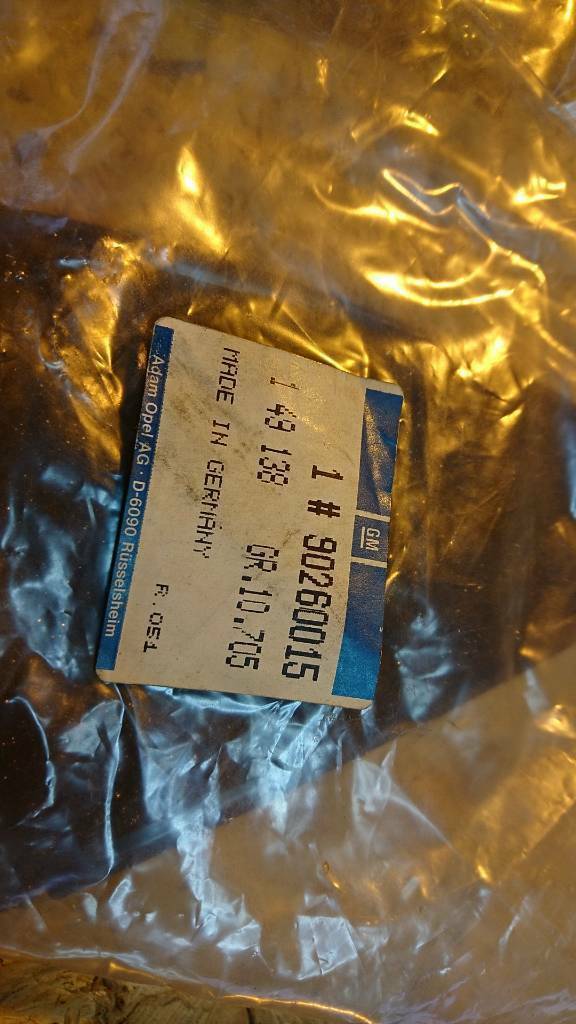 GM
1 # 90260015
1 49 138 GR.10.705
MADE IN GERMANY
R.051
Adam Opel AG · D-6090 Rüsselsheim